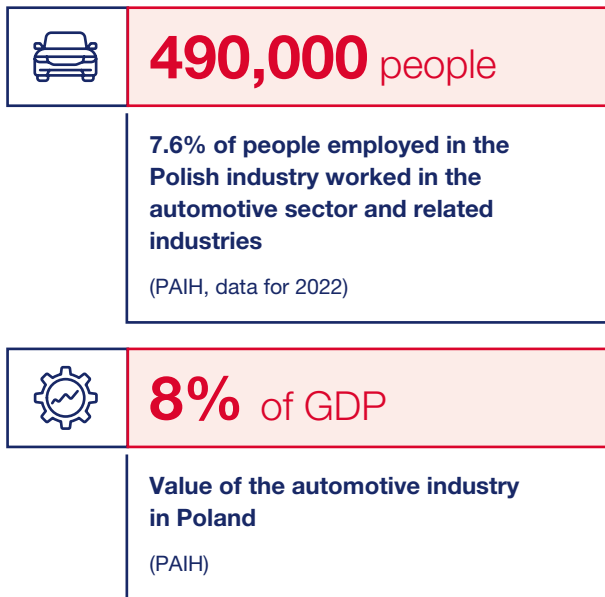 490,000 people
7.6% of people employed in the
Polish industry worked in the
automotive sector and related
industries
(PAIH, data for 2022)
8% of GDP
Value of the automotive industry
in Poland
(PAIH)